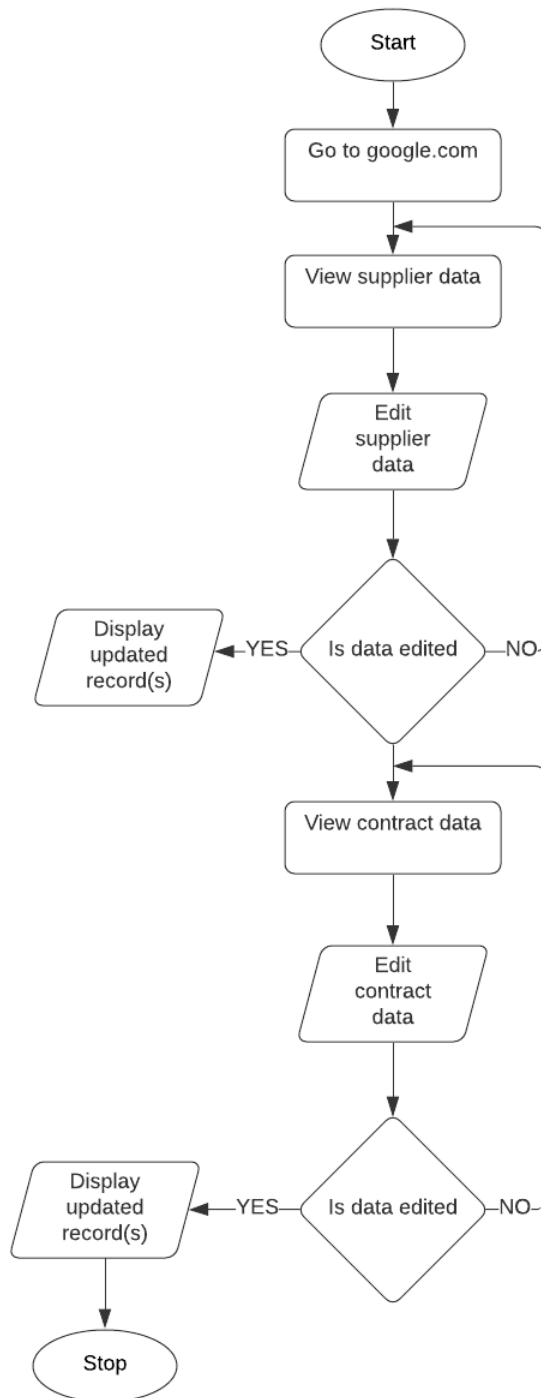 Start
Go to google.com
View supplier data
Edit
supplier
data
Is data edited
YES
NO
Display
updated
record(s)
View contract data
Edit
contract
data
Is data edited
YES
NO
Display
updated
record(s)
Stop